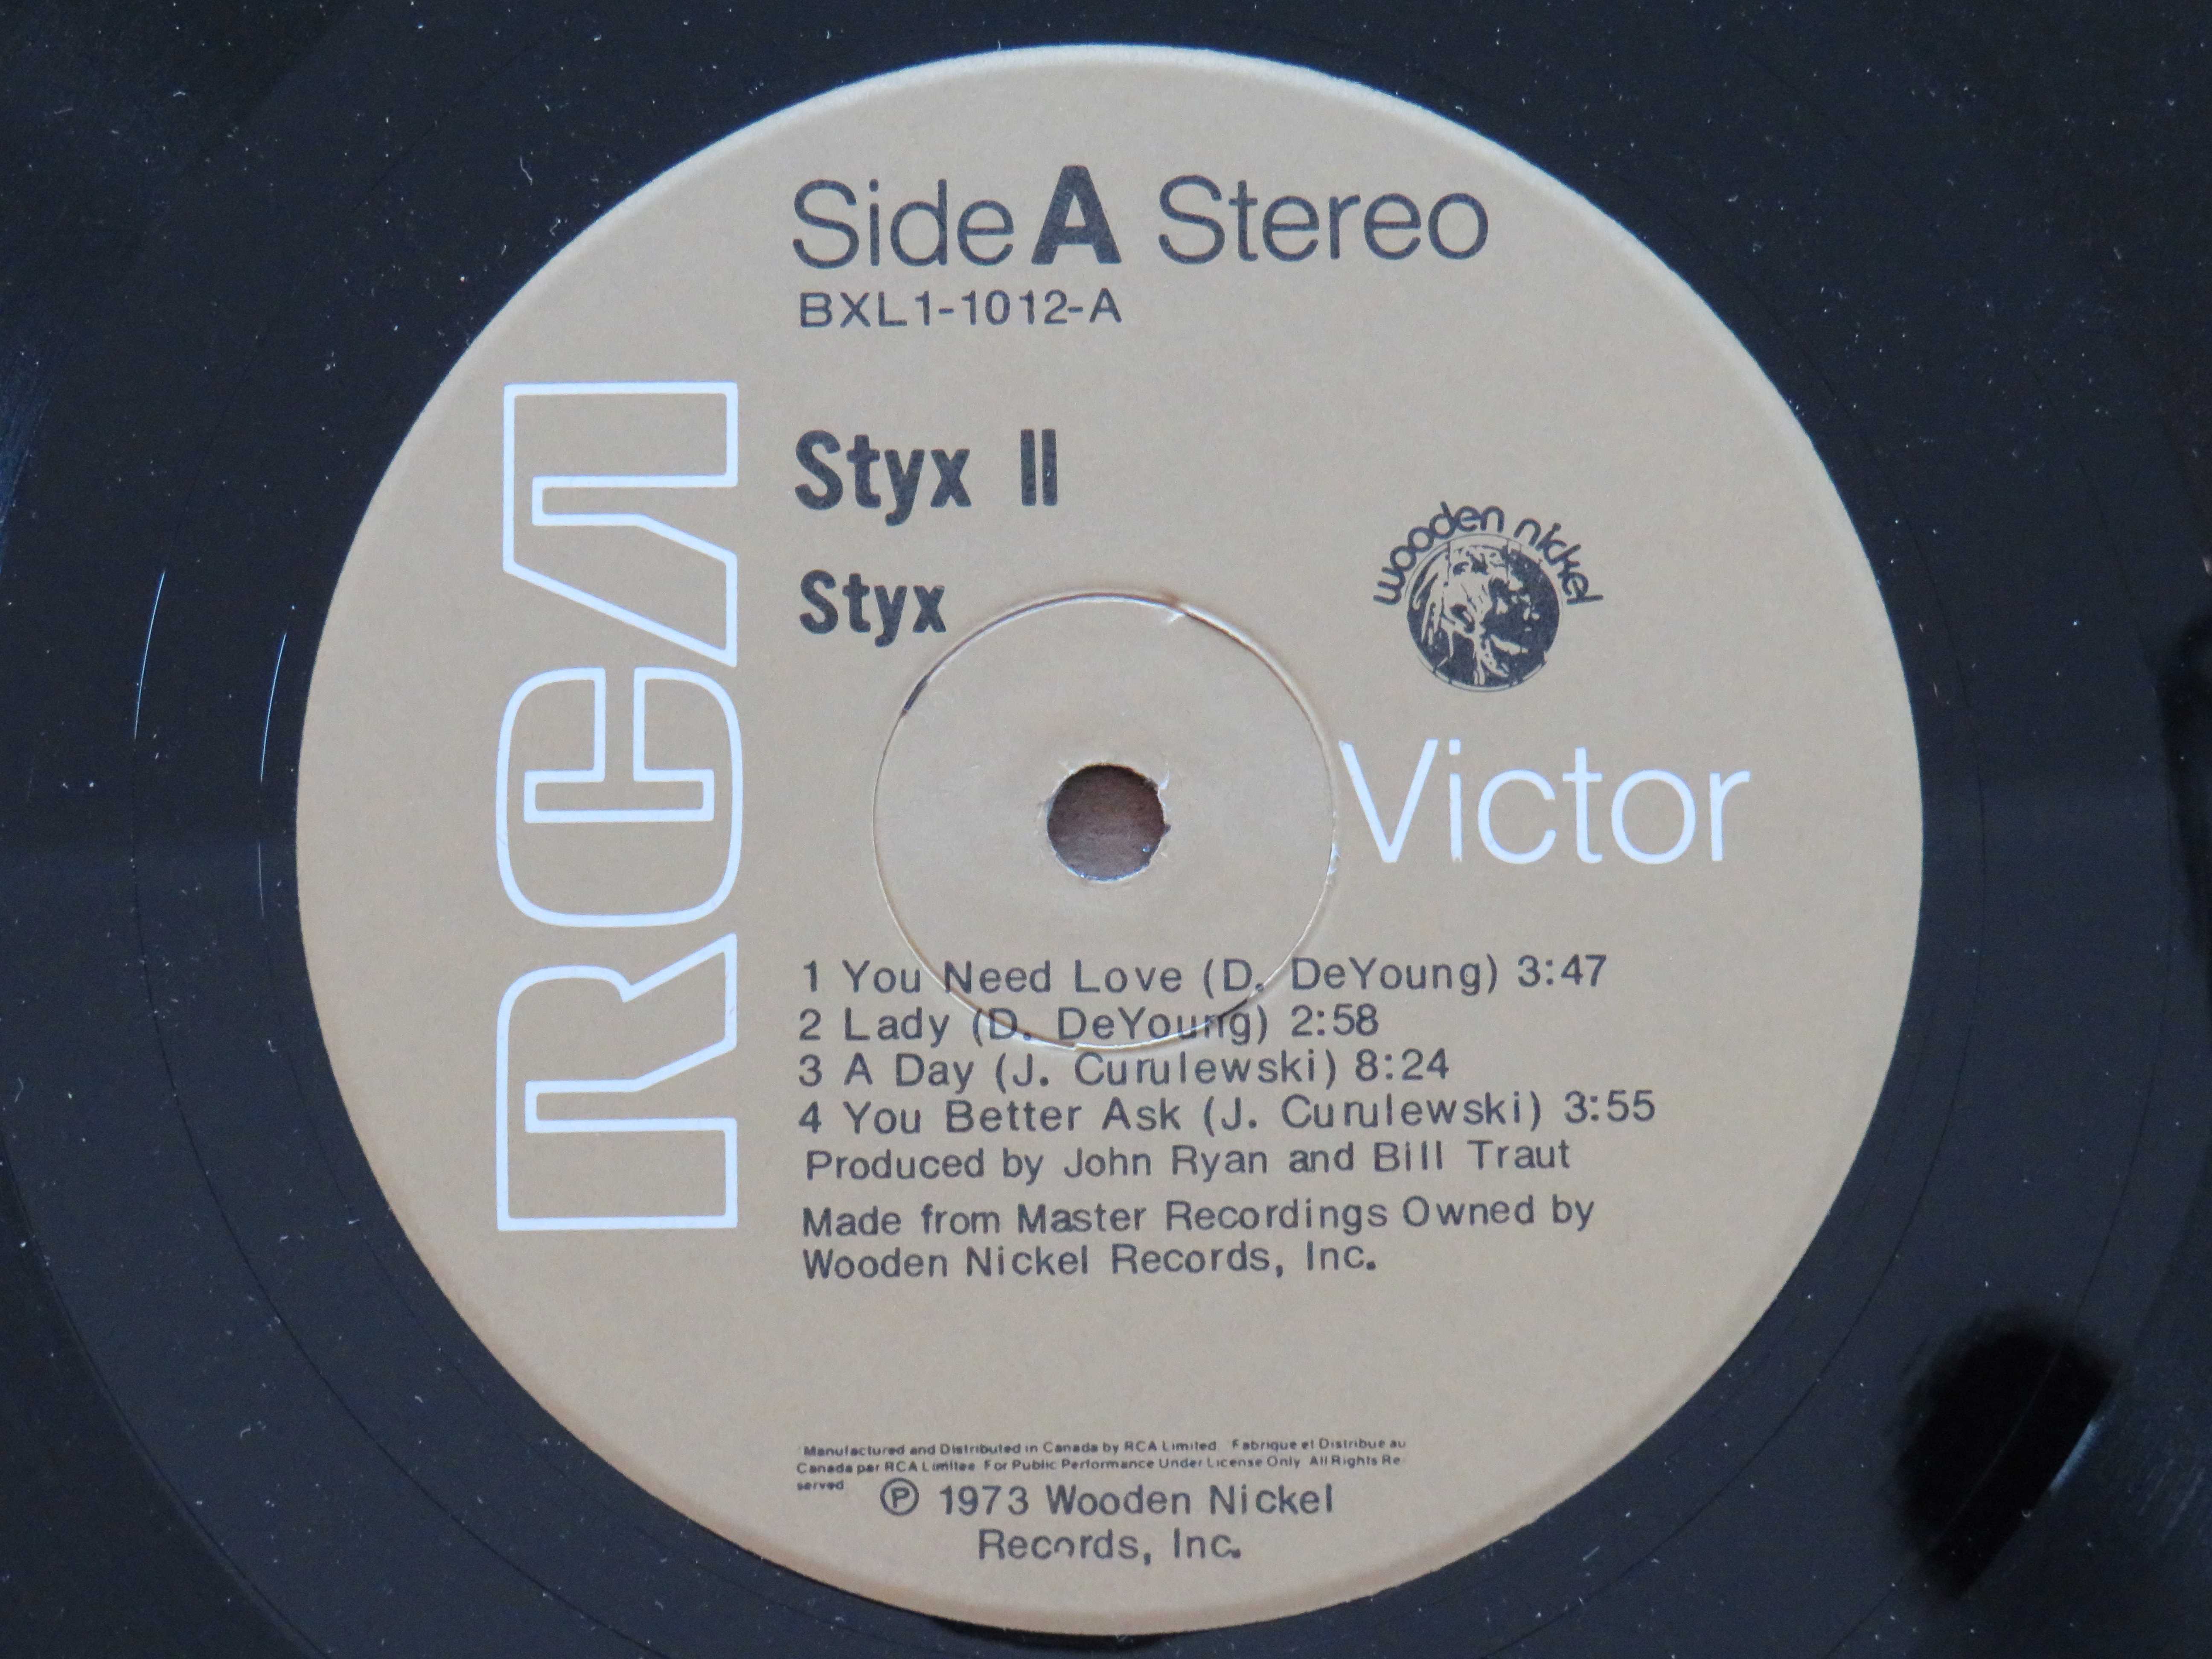 Side A Stereo
BXL1-1012-A
RCA
Styx II
Styx
wooden nickel
Victor
1 You Need Love (D. DeYoung) 3:47
2 Lady (D. DeYoung) 2:58
3 A Day (J. Curulewski) 8:24
4 You Better Ask (J. Curulewski) 3:55
Produced by John Ryan and Bill Traut
Made from Master Recordings Owned by
Wooden Nickel Records, Inc.
Manufactured and Distributed in Canada by RCA Limited Fabrique et Distribue au
Canada par RCA Limitee For Public Performance Under License Only All Rights Re
served
℗ 1973 Wooden Nickel
Records, Inc.